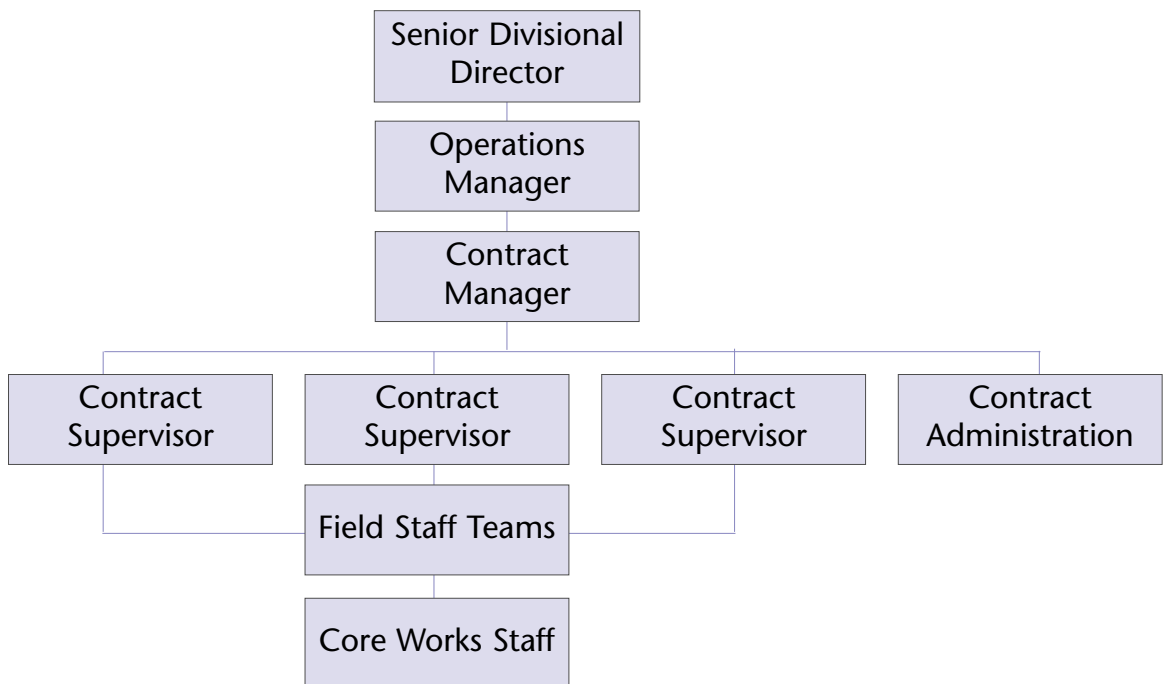 Senior Divisional
Director
Operations
Manager
Contract
Manager
Contract
Supervisor
Contract
Supervisor
Contract
Supervisor
Contract
Administration
Field Staff Teams
Core Works Staff